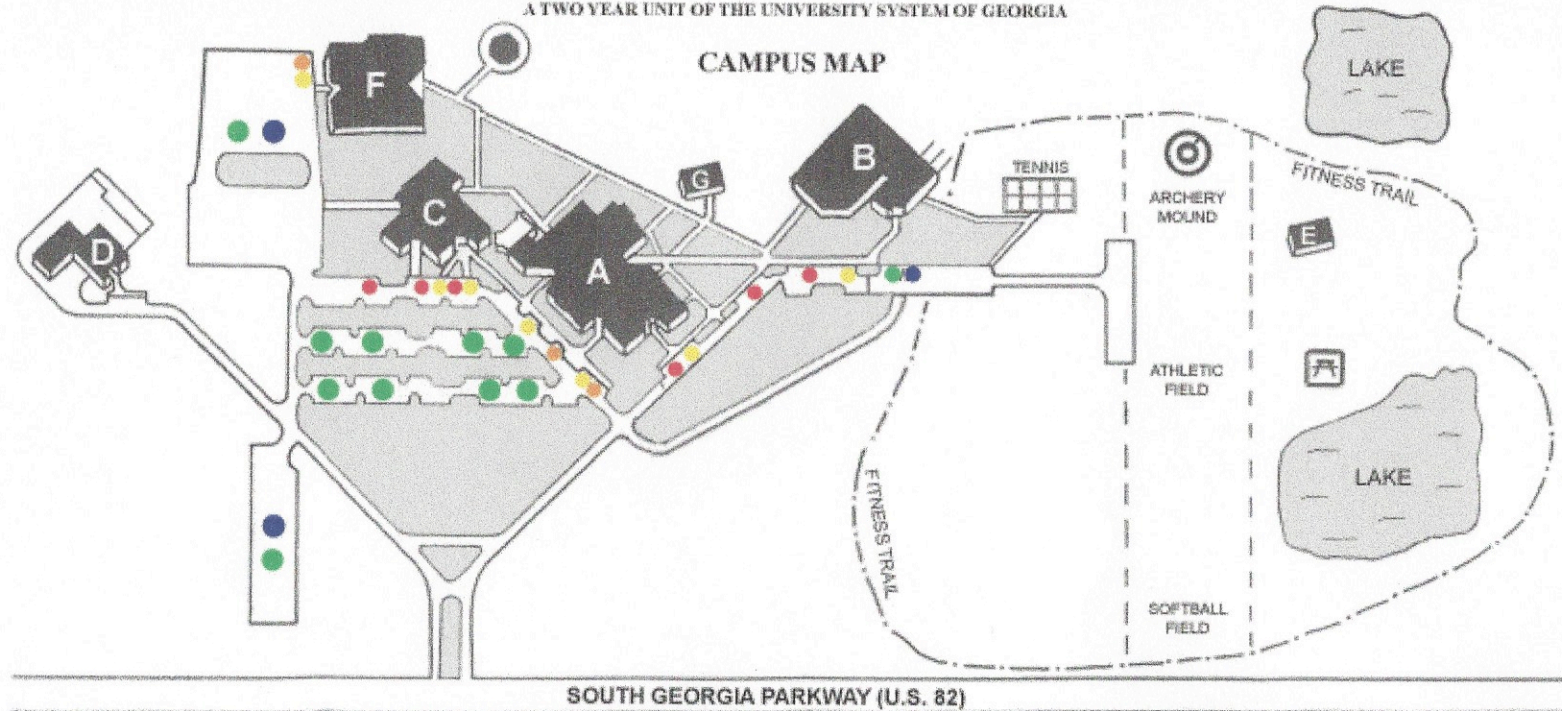 A TWO YEAR UNIT OF THE UNIVERSITY SYSTEM OF GEORGIA
CAMPUS MAP
LAKE
F
B
TENNIS
FITNESS TRAIL
G
ARCHERY
MOUND
C
E
D
A
ATHLETIC
FIELD
LAKE
FITNESS TRAIL
SOFTBALL
FIELD
SOUTH GEORGIA PARKWAY (U.S. 82)